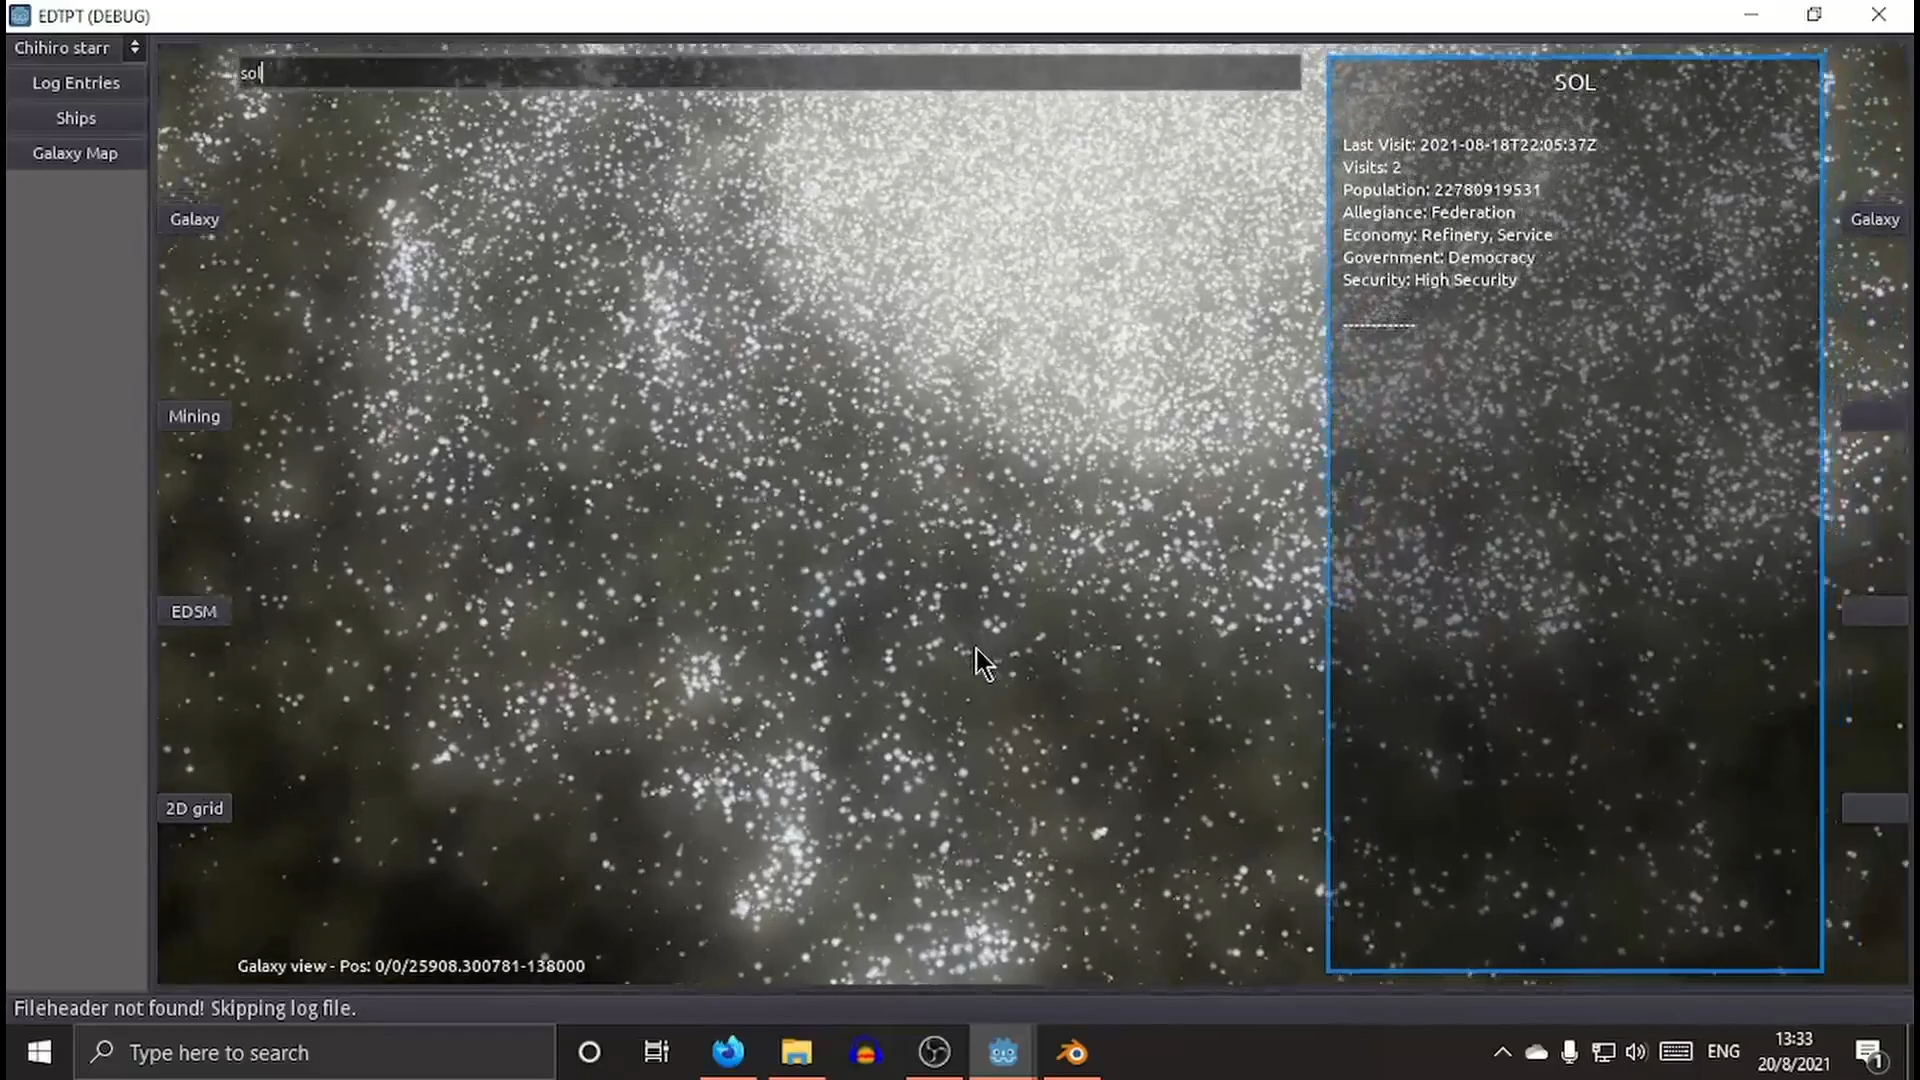 EDTPT (DEBUG)
Chihiro starr
Log Entries
Ships
Galaxy Map
sol
Galaxy
Mining
EDSM
2D grid
SOL
Last Visit: 2021-08-18T22:05:37Z
Visits: 2
Population: 22780919531
Allegiance: Federation
Economy: Refinery, Service
Government: Democracy
Security: High Security
------------
Galaxy
Galaxy view - Pos: 0/0/25908.300781-138000
Fileheader not found! Skipping log file.
Type here to search
ENG
13:33
20/8/2021
1